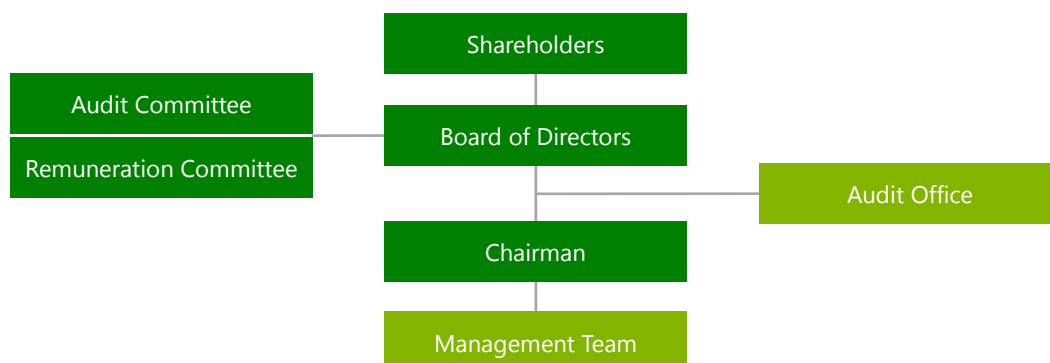 Shareholders
Audit Committee
Board of Directors
Remuneration Committee
Audit Office
Chairman
Management Team